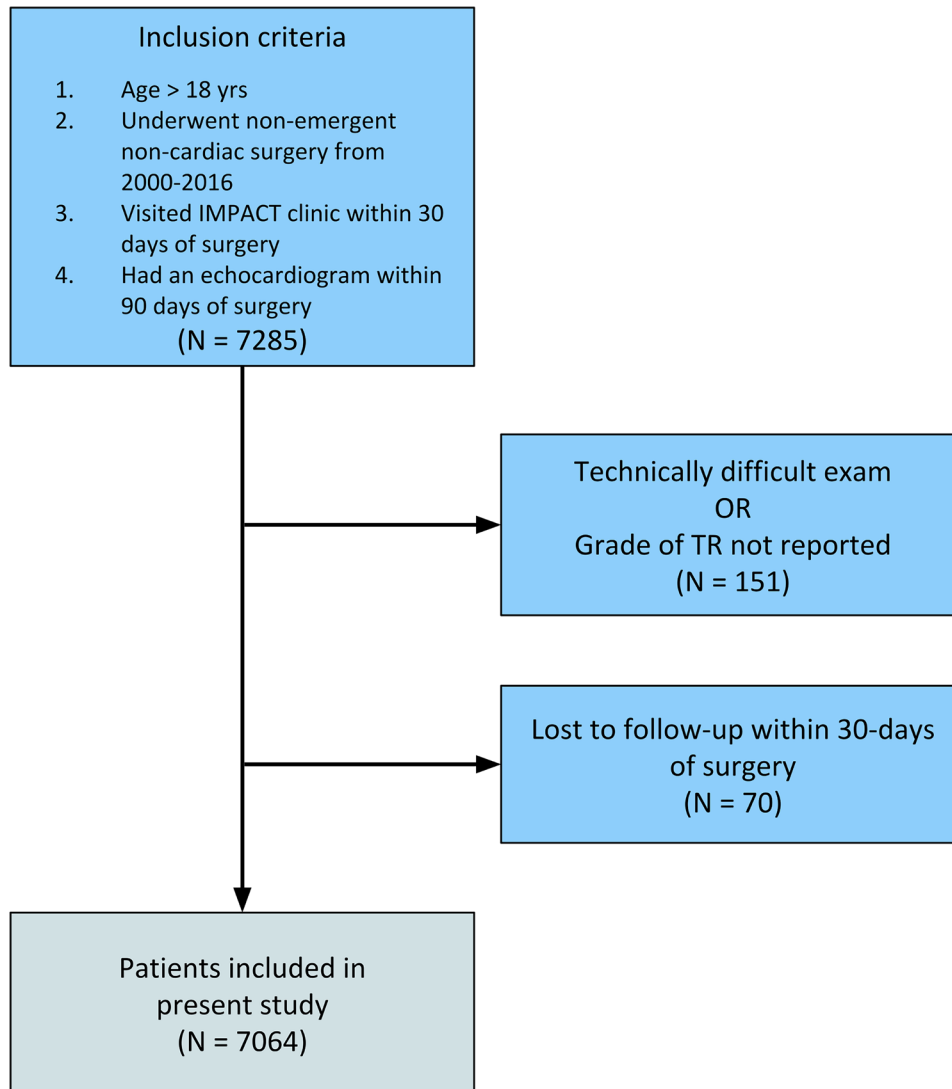 Inclusion criteria
1. Age > 18 yrs
2. Underwent non-emergent
non-cardiac surgery from
2000-2016
3. Visited IMPACT clinic within 30
days of surgery
4. Had an echocardiogram within
90 days of surgery
(N = 7285)
Technically difficult exam
OR
Grade of TR not reported
(N = 151)
Lost to follow-up within 30-days
of surgery
(N = 70)
Patients included in
present study
(N = 7064)